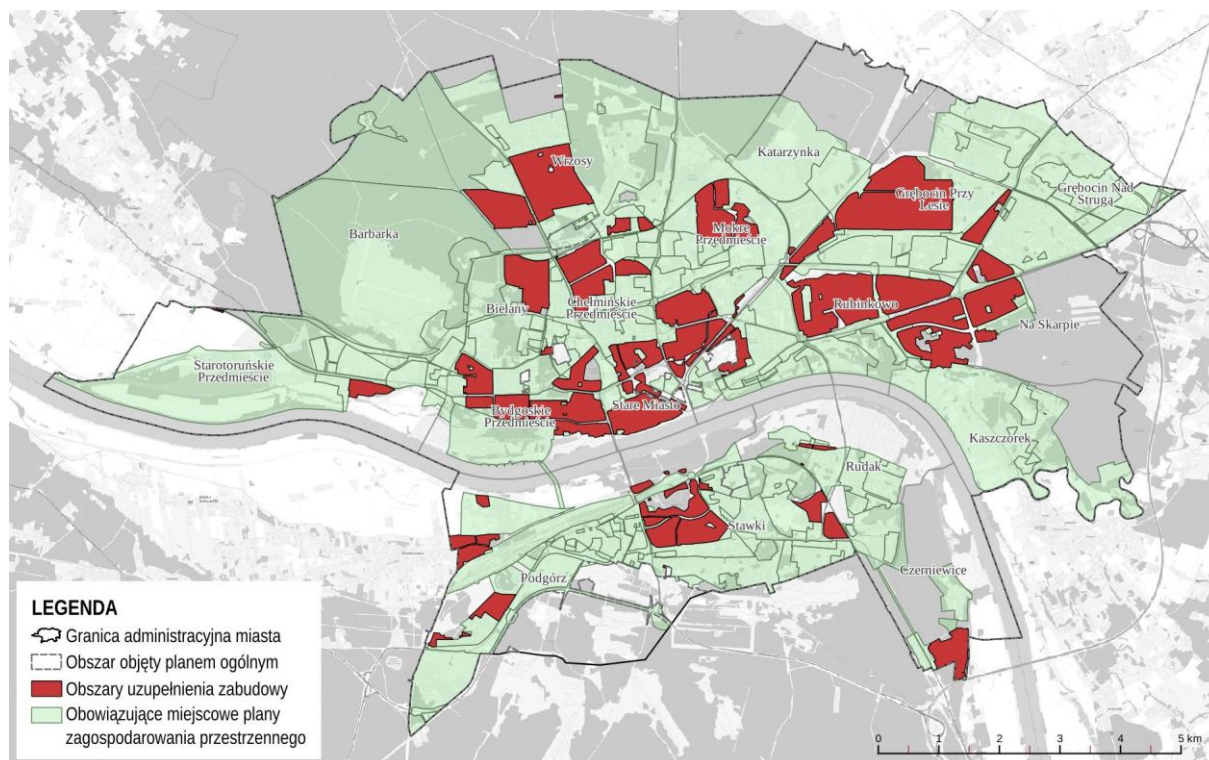 Wrzosy
Katarzynka
Grębocin Przy
Lesie
Grębocin Nad
Strugą
Barbarka
Mokre
Przedmieście
Bielany
Chełmińskie
Przedmieście
Rubinkowo
Na Skarpie
Starotoruńskie
Przedmieście
Bydgoskie
Przedmieście
Stare Miasto
Kaszczorek
Rudak
Stawki
Podgórz
Czerniewice
LEGENDA
Granica administracyjna miasta
Obszar objęty planem ogólnym
Obszary uzupełnienia zabudowy
Obowiązujące miejscowe plany
zagospodarowania przestrzennego
0 1 2 3 4 5 km